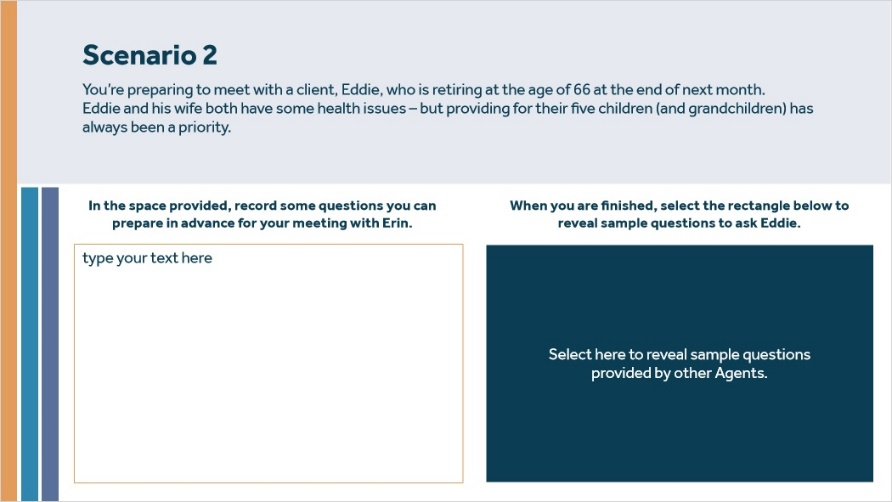 Scenario 2
You're preparing to meet with a client, Eddie, who is retiring at the age of 66 at the end of next month.
Eddie and his wife both have some health issues – but providing for their five children (and grandchildren) has
always been a priority.
In the space provided, record some questions you can
prepare in advance for your meeting with Erin.
type your text here
When you are finished, select the rectangle below to
reveal sample questions to ask Eddie.
Select here to reveal sample questions
provided by other Agents.